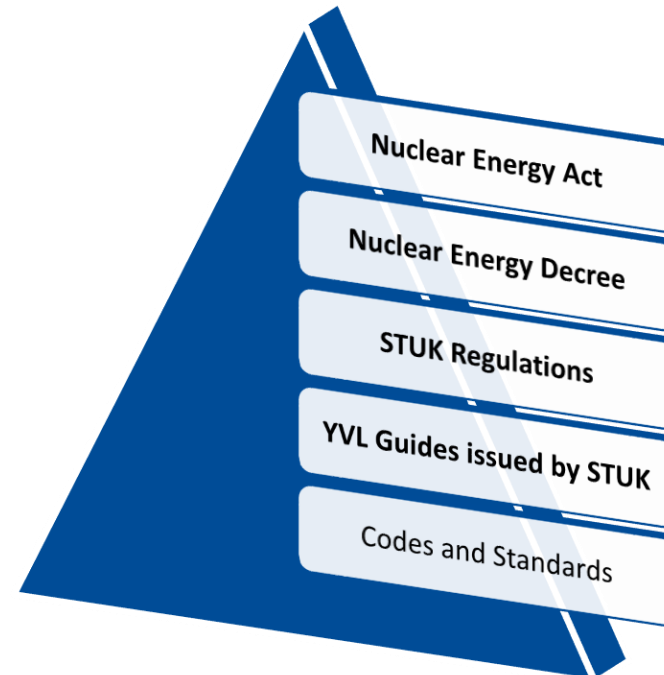 Nuclear Energy Act
Nuclear Energy Decree
STUK Regulations
YVL Guides issued by STUK
Codes and Standards